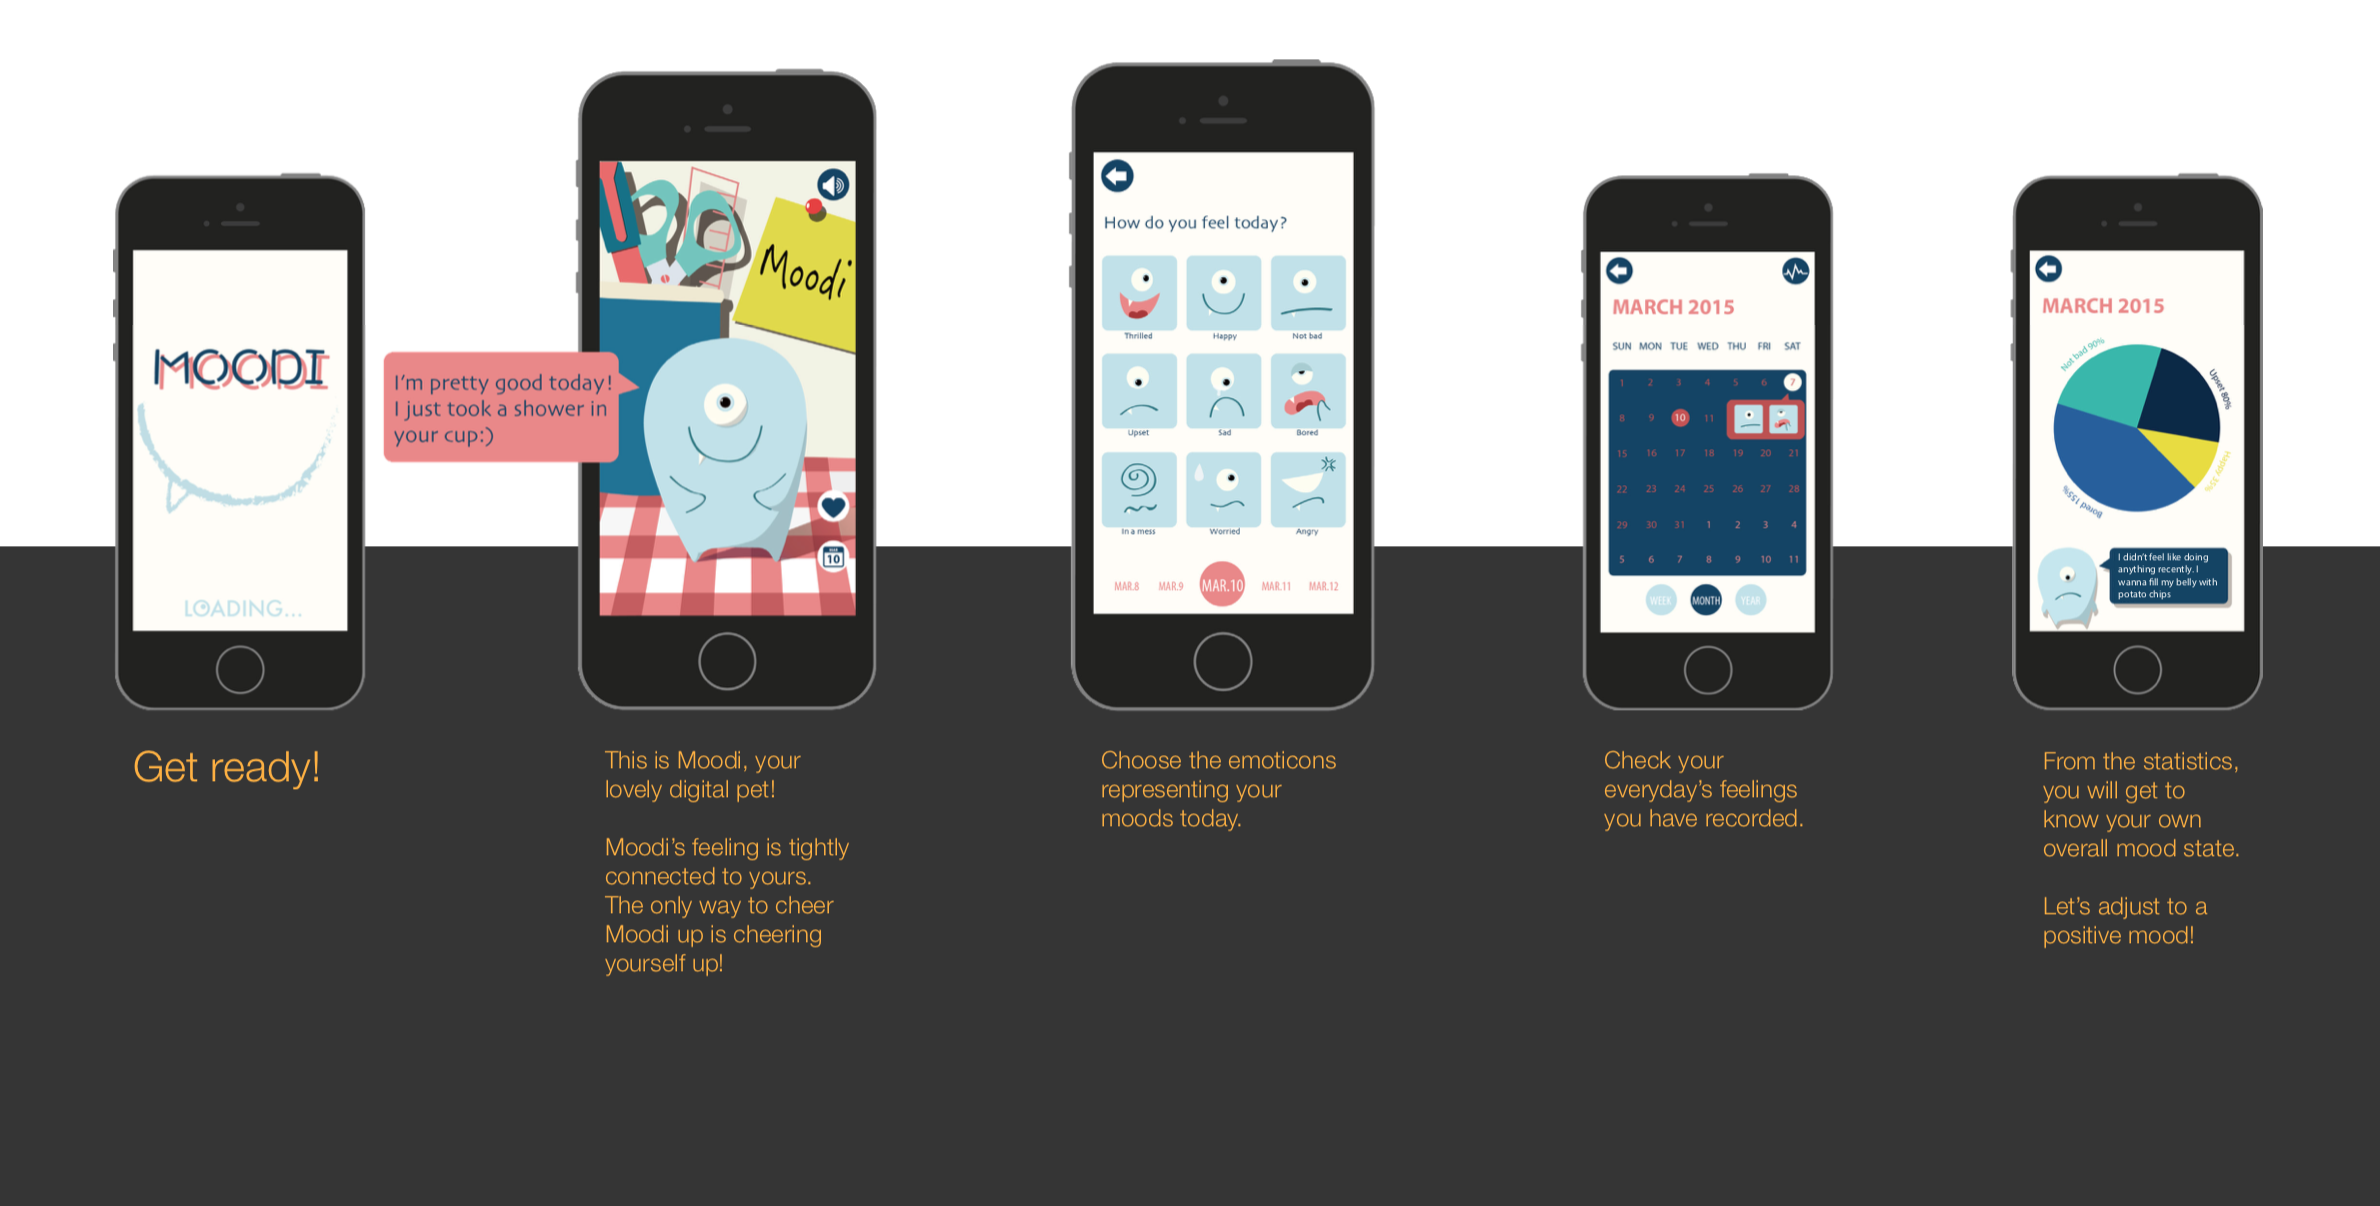 MOODI
LOADING...
Get ready!
Moodi
I'm pretty good today!
I just took a shower in
your cup:)
10
This is Moodi, your
lovely digital pet!
Moodi's feeling is tightly
connected to yours.
The only way to cheer
Moodi up is cheering
yourself up!
How do you feel today?
Thrilled Happy Not bad
Upset Sad Bored
In a mess Worried Angry
MAR.8 MAR.9 MAR.10 MAR.11 MAR.12
Choose the emoticons
representing your
moods today.
MARCH 2015
SUN MON TUE WED THU FRI SAT
1 2 3 4 5 6 7
8 9 10 11
15 16 17 18 19 20 21
22 23 24 25 26 27 28
29 30 31 1 2 3 4
5 6 7 8 9 10 11
WEEK MONTH YEAR
Check your
everyday's feelings
you have recorded.
MARCH 2015
Not bad 90%
Upset 80%
Happy 35%
Bored 155%
I didn't feel like doing
anything recently. I
wanna fill my belly with
potato chips
From the statistics,
you will get to
know your own
overall mood state.
Let's adjust to a
positive mood!